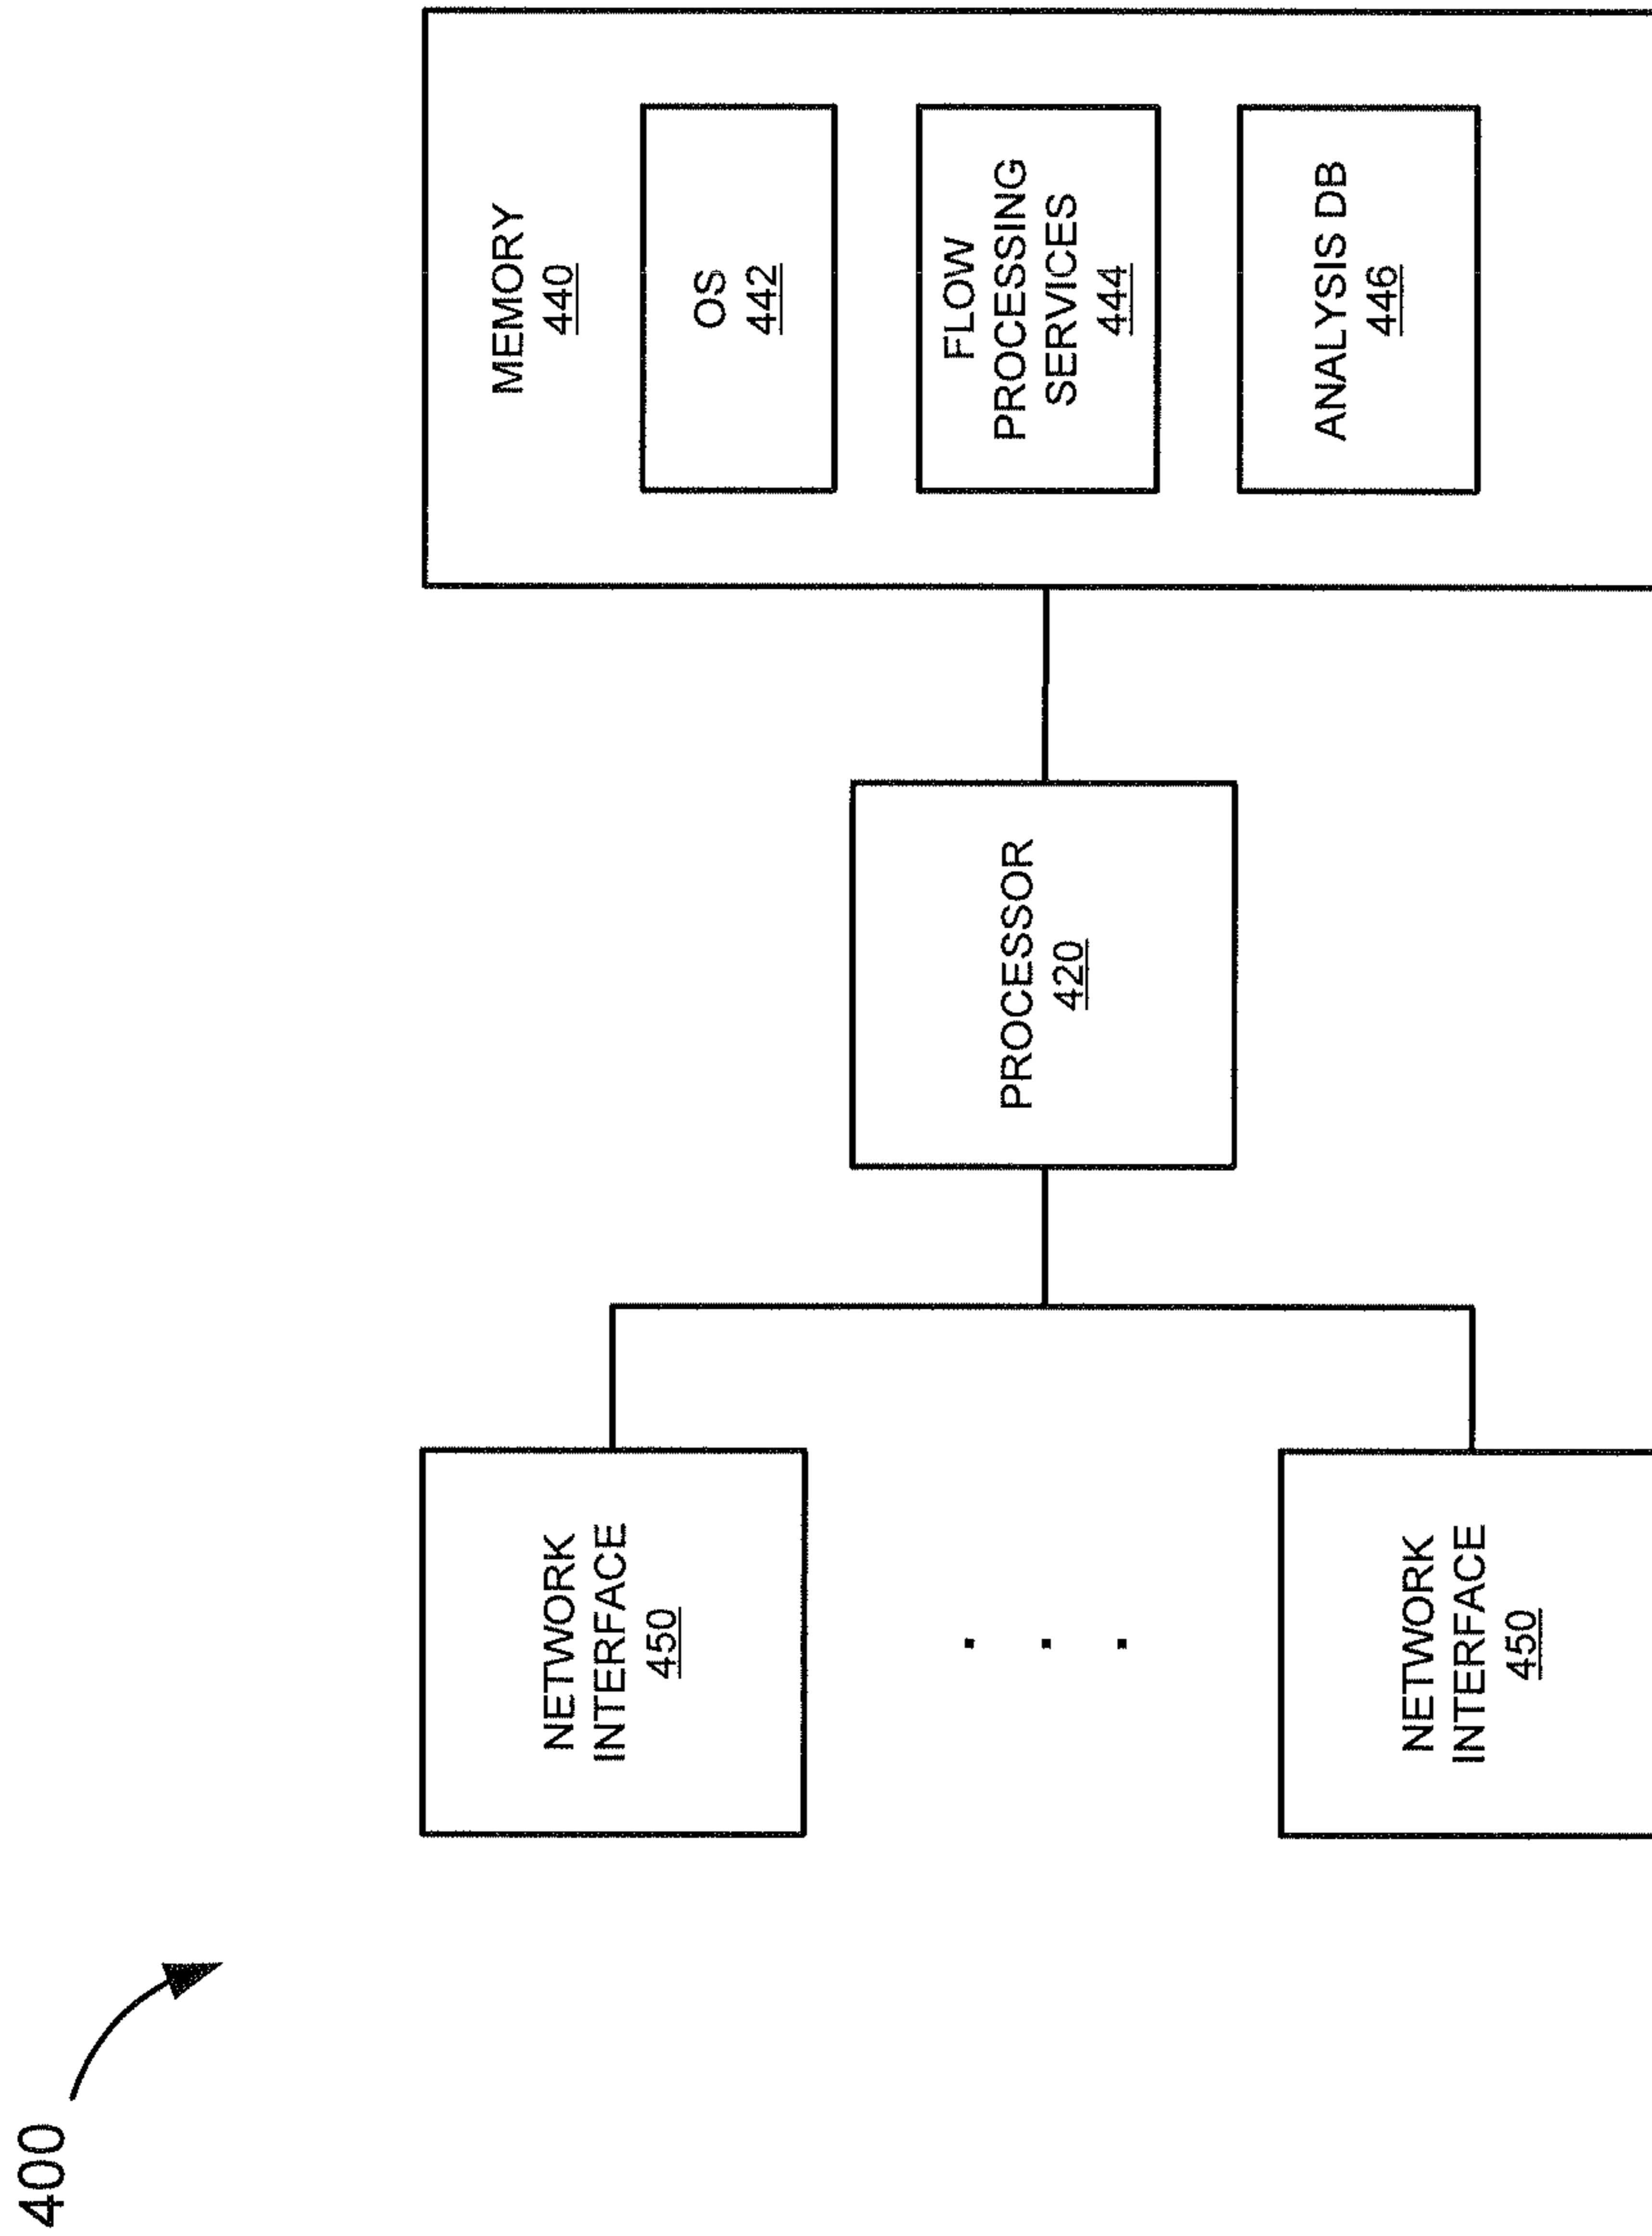 400
NETWORK
INTERFACE
450
. . .
NETWORK
INTERFACE
450
PROCESSOR
420
MEMORY
440
OS
442
FLOW
PROCESSING
SERVICES
444
ANALYSIS DB
446